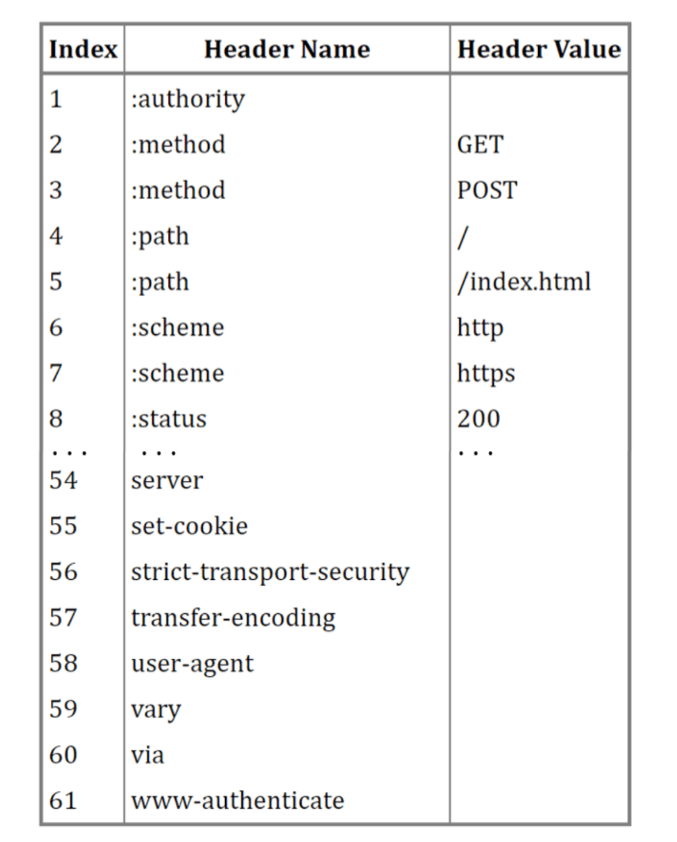 Index Header Name Header Value
1 :authority
2 :method GET
3 :method POST
4 :path /
5 :path /index.html
6 :scheme http
7 :scheme https
8 :status 200
... ... ...
54 server
55 set-cookie
56 strict-transport-security
57 transfer-encoding
58 user-agent
59 vary
60 via
61 www-authenticate